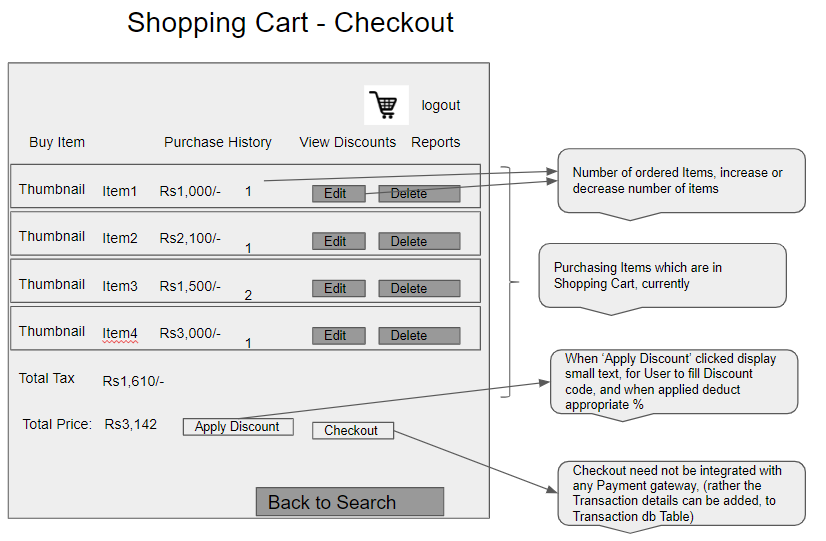 Shopping Cart - Checkout
logout
Buy Item Purchase History View Discounts Reports
Thumbnail Item1 Rs1,000/- 1 Edit Delete
Thumbnail Item2 Rs2,100/- 1 Edit Delete
Thumbnail Item3 Rs1,500/- 2 Edit Delete
Thumbnail Item4 Rs3,000/- 1 Edit Delete
Total Tax Rs1,610/-
Total Price: Rs3,142 Apply Discount Checkout
Back to Search
Number of ordered Items, increase or
decrease number of items
Purchasing Items which are in
Shopping Cart, currently
When ‘Apply Discount’ clicked display
small text, for User to fill Discount
code, and when applied deduct
appropriate %
Checkout need not be integrated with
any Payment gateway, (rather the
Transaction details can be added, to
Transaction db Table)